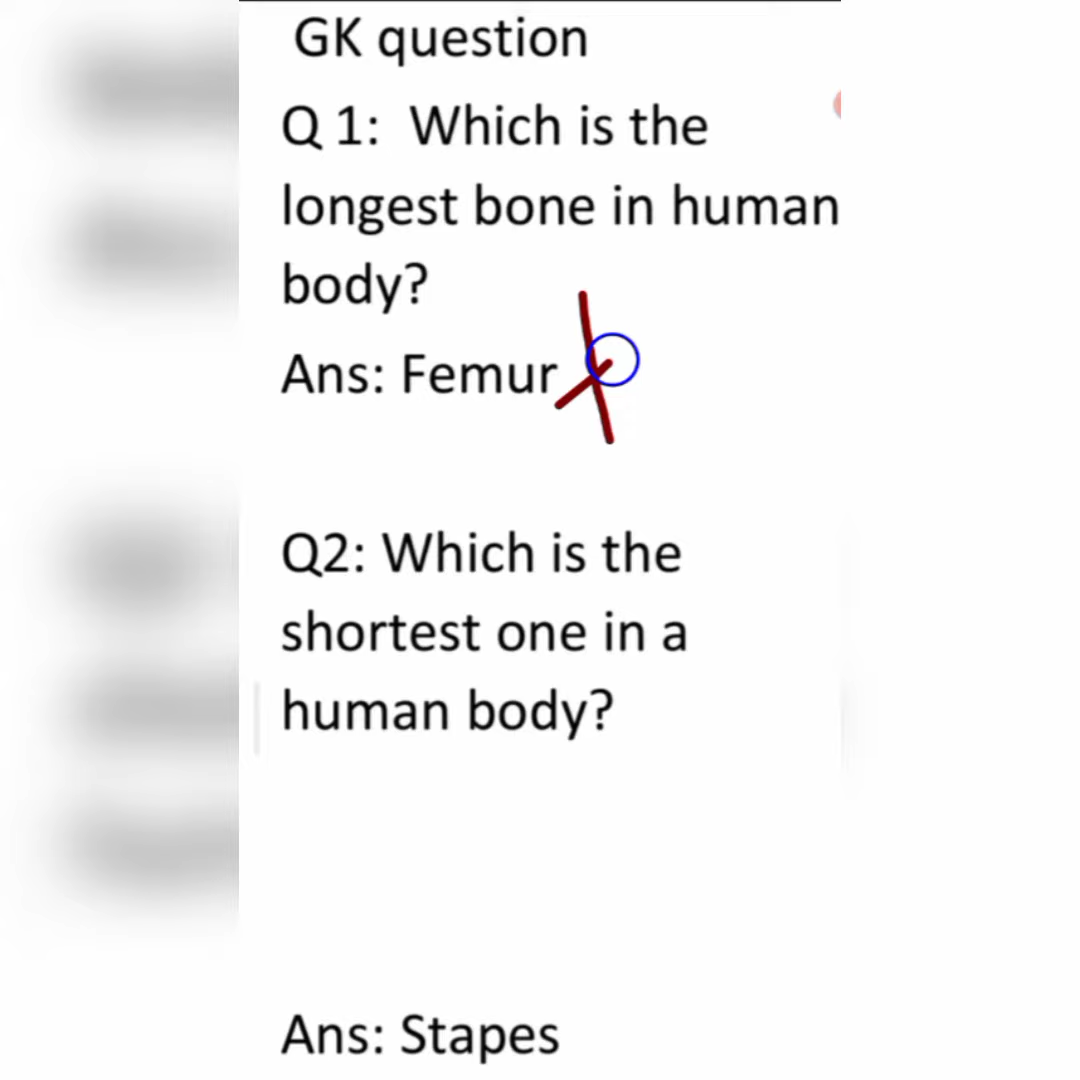 GK question
Q 1: Which is the
longest bone in human
body?
Ans: Femur
Q2: Which is the
shortest one in a
human body?
Ans: Stapes